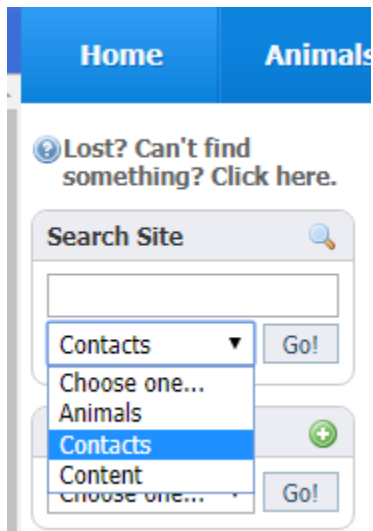 Home Animals
Lost? Can't find
something? Click here.
Search Site
Contacts Go!
Choose one...
Animals
Contacts
Content
Choose one... Go!